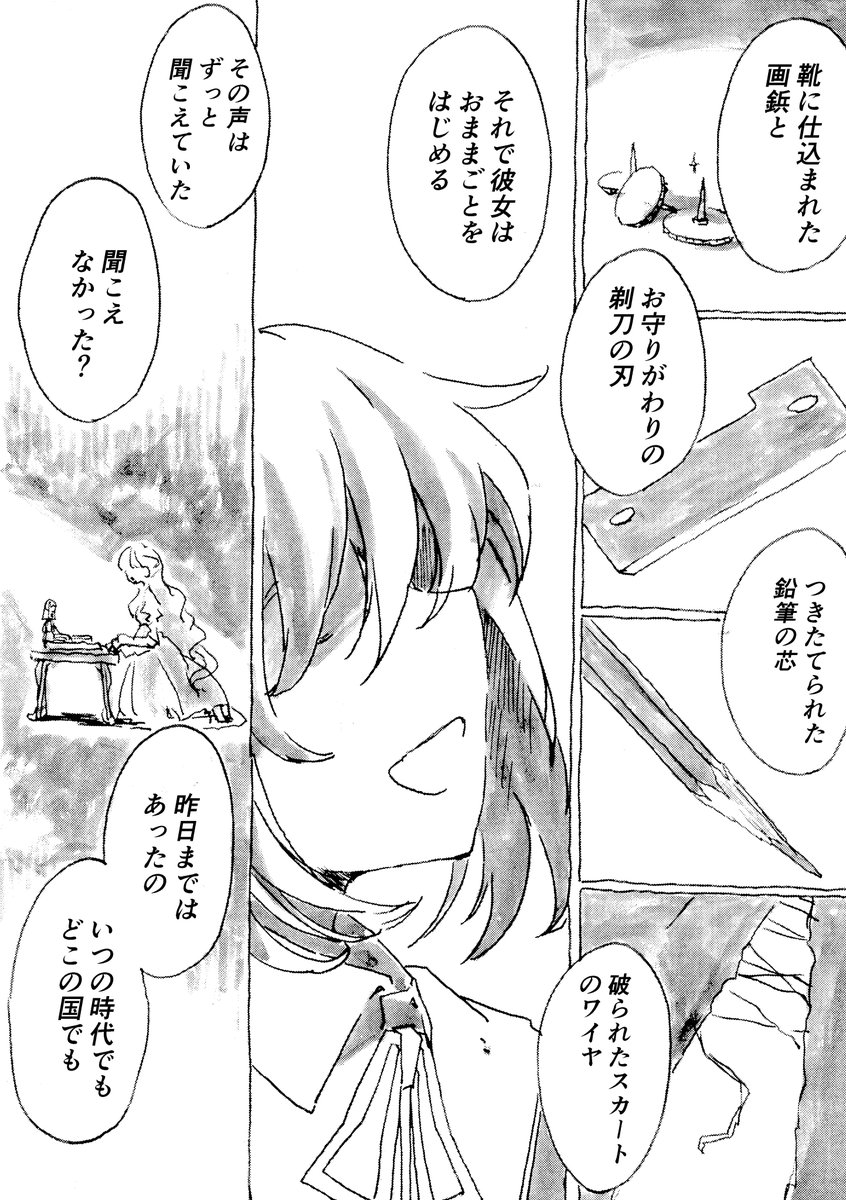 靴に仕込まれた
画鋲と
お守りがわりの
剃刀の刃
つきたてられた
鉛筆の芯
破られたスカート
のワイヤ
それで彼女は
おままごとを
はじめる
その声は
ずっと
聞こえていた
聞こえ
なかった?
昨日までは
あったの
いつの時代でも
どこの国でも